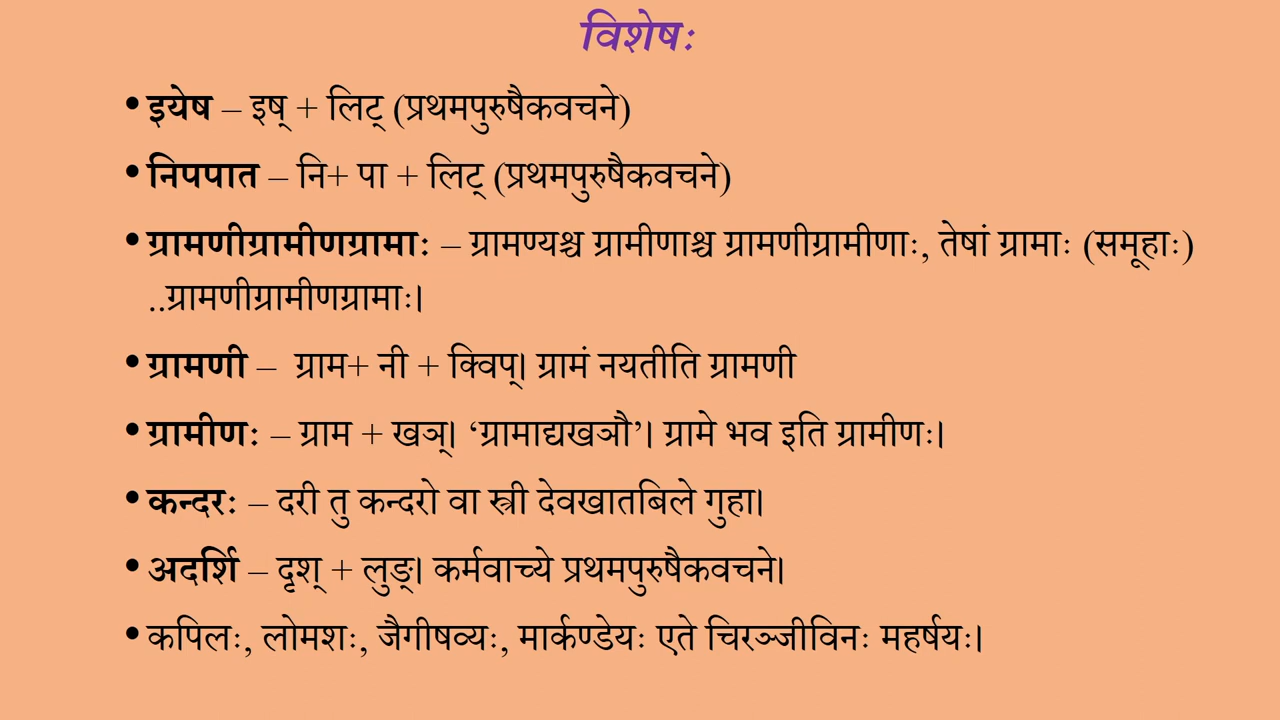 विशेषः
• इयेष – इष् + लिट् (प्रथमपुरुषैकवचने)
• निपपात – नि+ पा + लिट् (प्रथमपुरुषैकवचने)
• ग्रामणीग्रामीणग्रामाः – ग्रामण्यश्च ग्रामीणाश्च ग्रामणीग्रामीणाः, तेषां ग्रामाः (समूहाः)
..ग्रामणीग्रामीणग्रामाः।
• ग्रामणी – ग्राम+ नी + क्विप्। ग्रामं नयतीति ग्रामणी
• ग्रामीणः – ग्राम + खञ्। ‘ग्रामाद्यखञौ’। ग्रामे भव इति ग्रामीणः।
• कन्दरः – दरी तु कन्दरो वा स्त्री देवखातबिले गुहा।
• अदर्शि – दृश् + लुङ्। कर्मवाच्ये प्रथमपुरुषैकवचने।
• कपिलः, लोमशः, जैगीषव्यः, मार्कण्डेयः एते चिरञ्जीविनः महर्षयः।